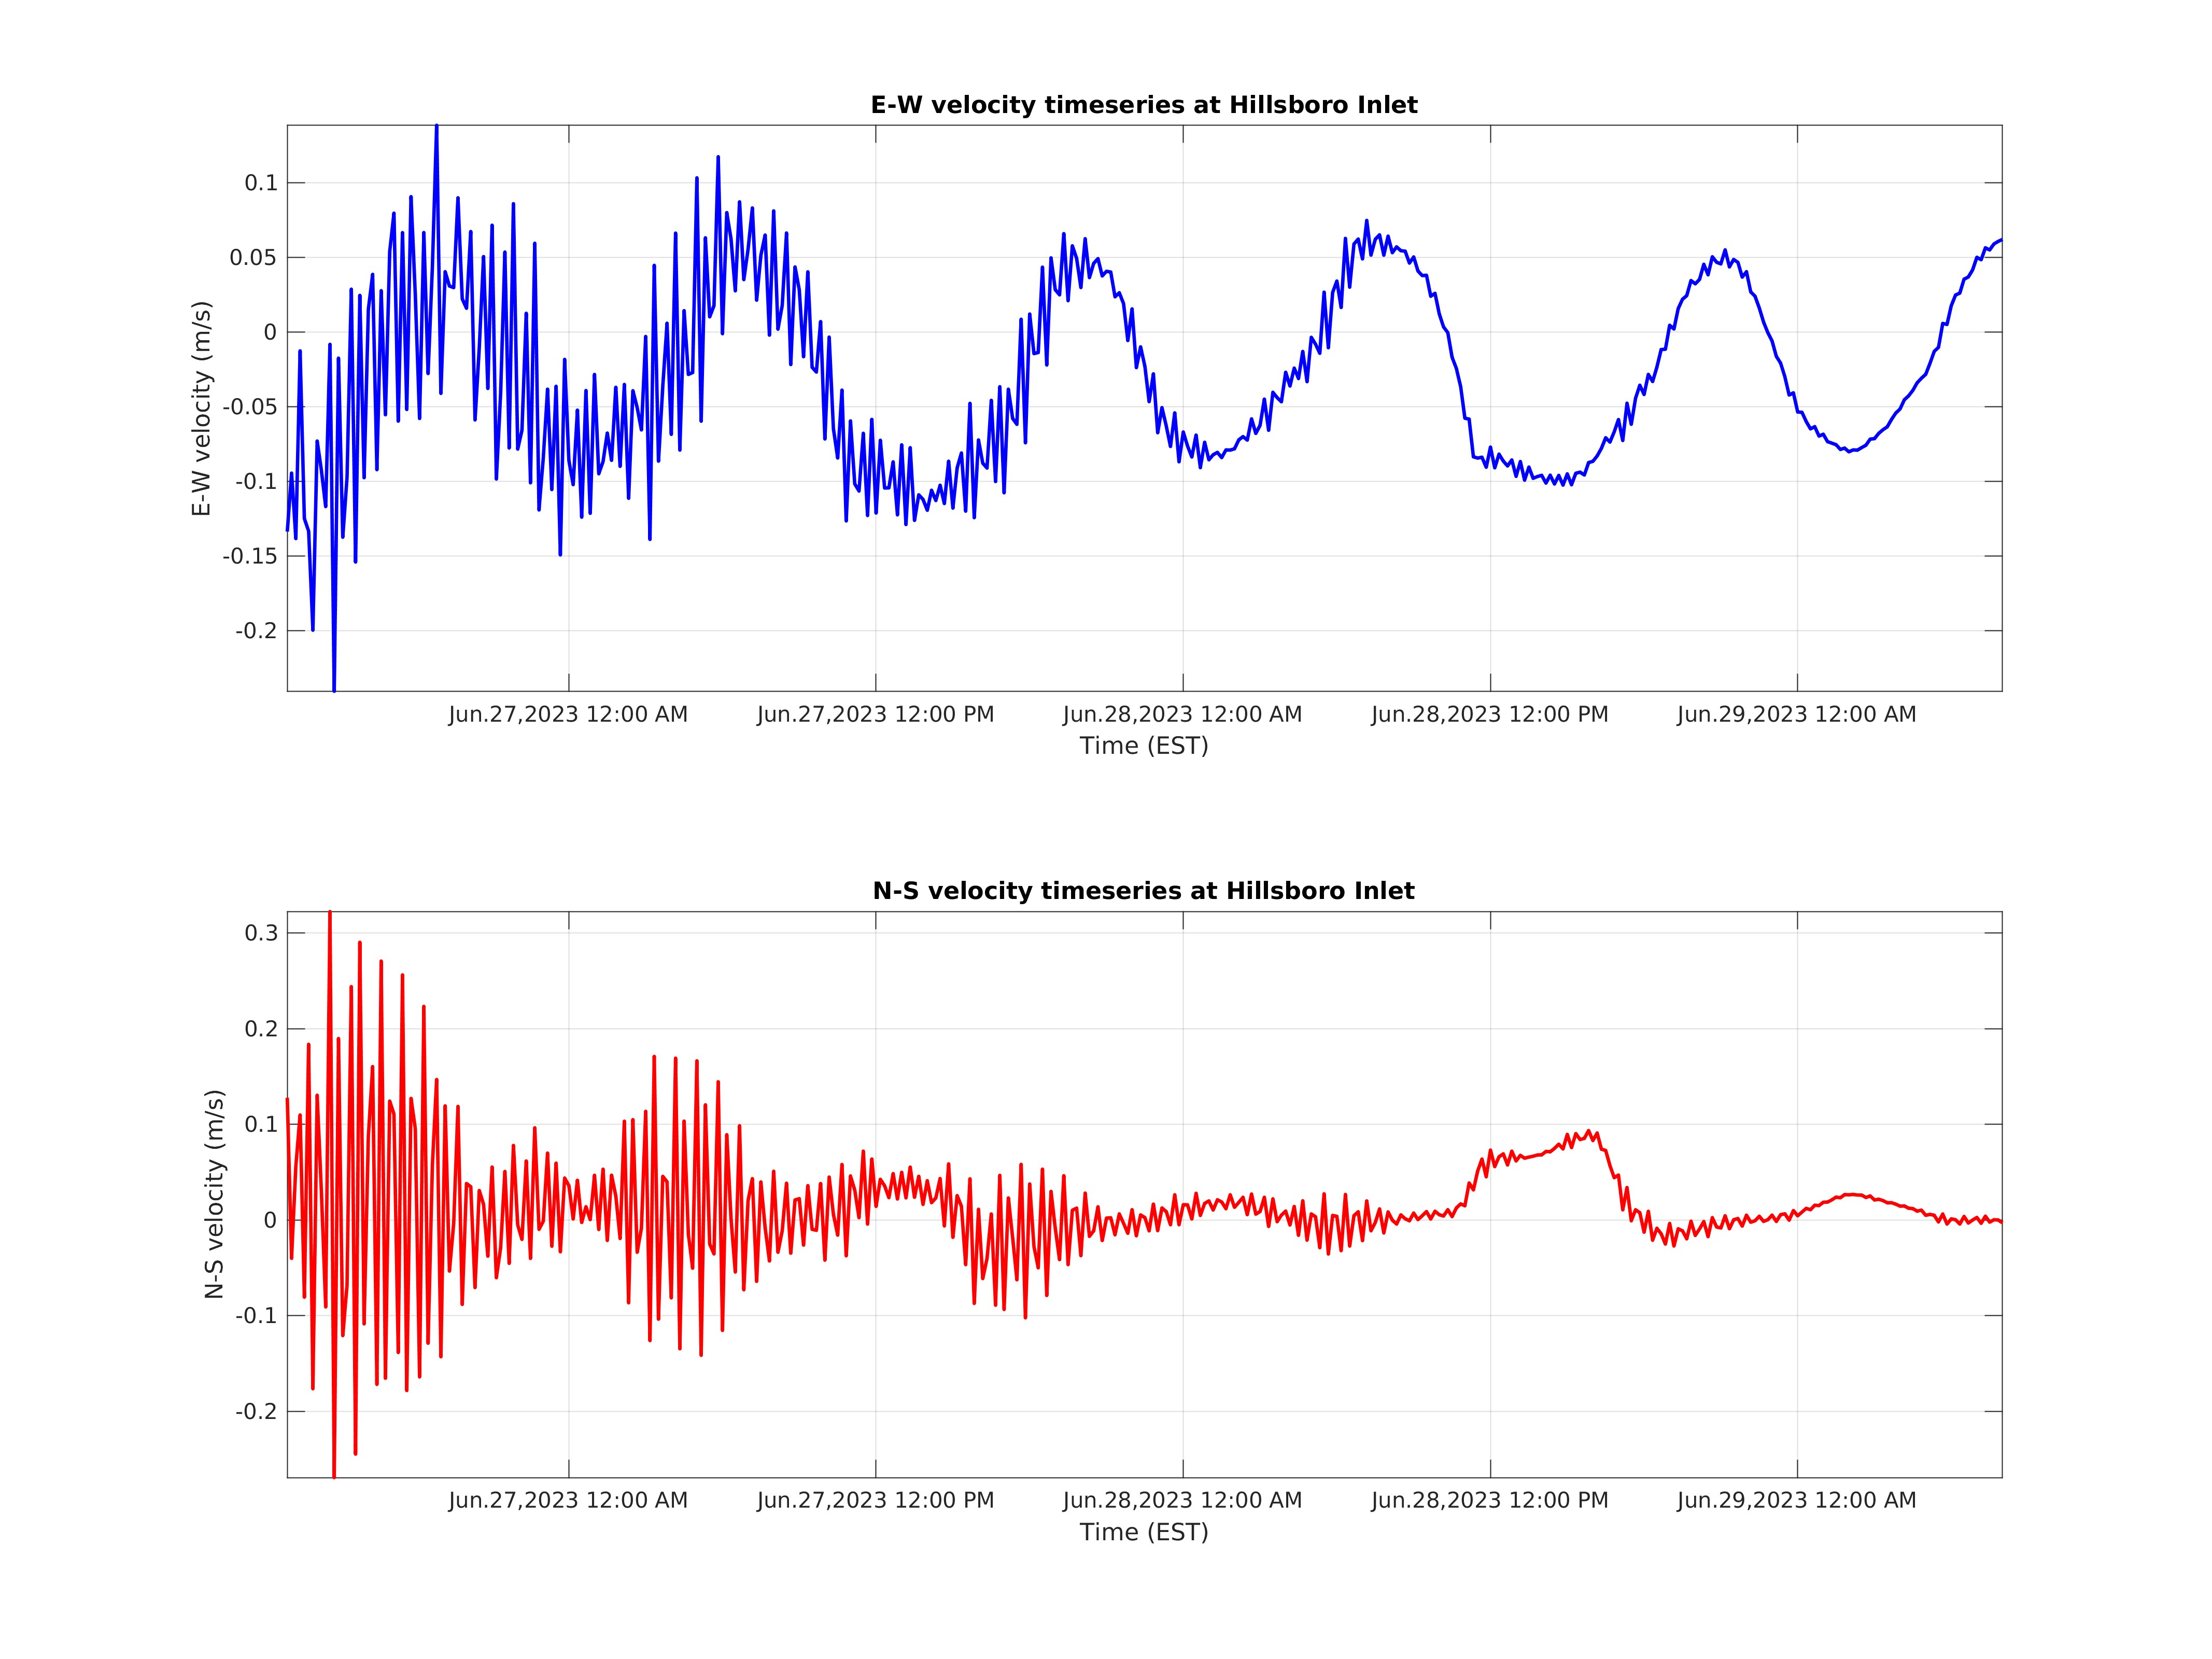 E-W velocity timeseries at Hillsboro Inlet
E-W velocity (m/s)
0.1
0.05
0
-0.05
-0.1
-0.15
-0.2
Jun.27,2023 12:00 AM Jun.27,2023 12:00 PM Jun.28,2023 12:00 AM Jun.28,2023 12:00 PM Jun.29,2023 12:00 AM
Time (EST)
N-S velocity timeseries at Hillsboro Inlet
N-S velocity (m/s)
0.3
0.2
0.1
0
-0.1
-0.2
Jun.27,2023 12:00 AM Jun.27,2023 12:00 PM Jun.28,2023 12:00 AM Jun.28,2023 12:00 PM Jun.29,2023 12:00 AM
Time (EST)